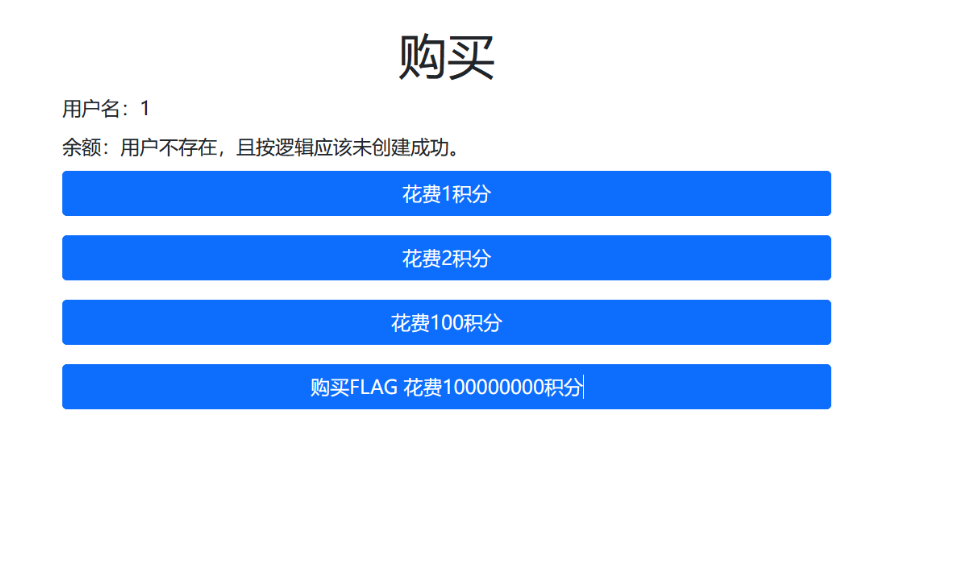 购买
用户名：1
余额：用户不存在，且按逻辑应该未创建成功。
花费1积分
花费2积分
花费100积分
购买FLAG 花费100000000积分